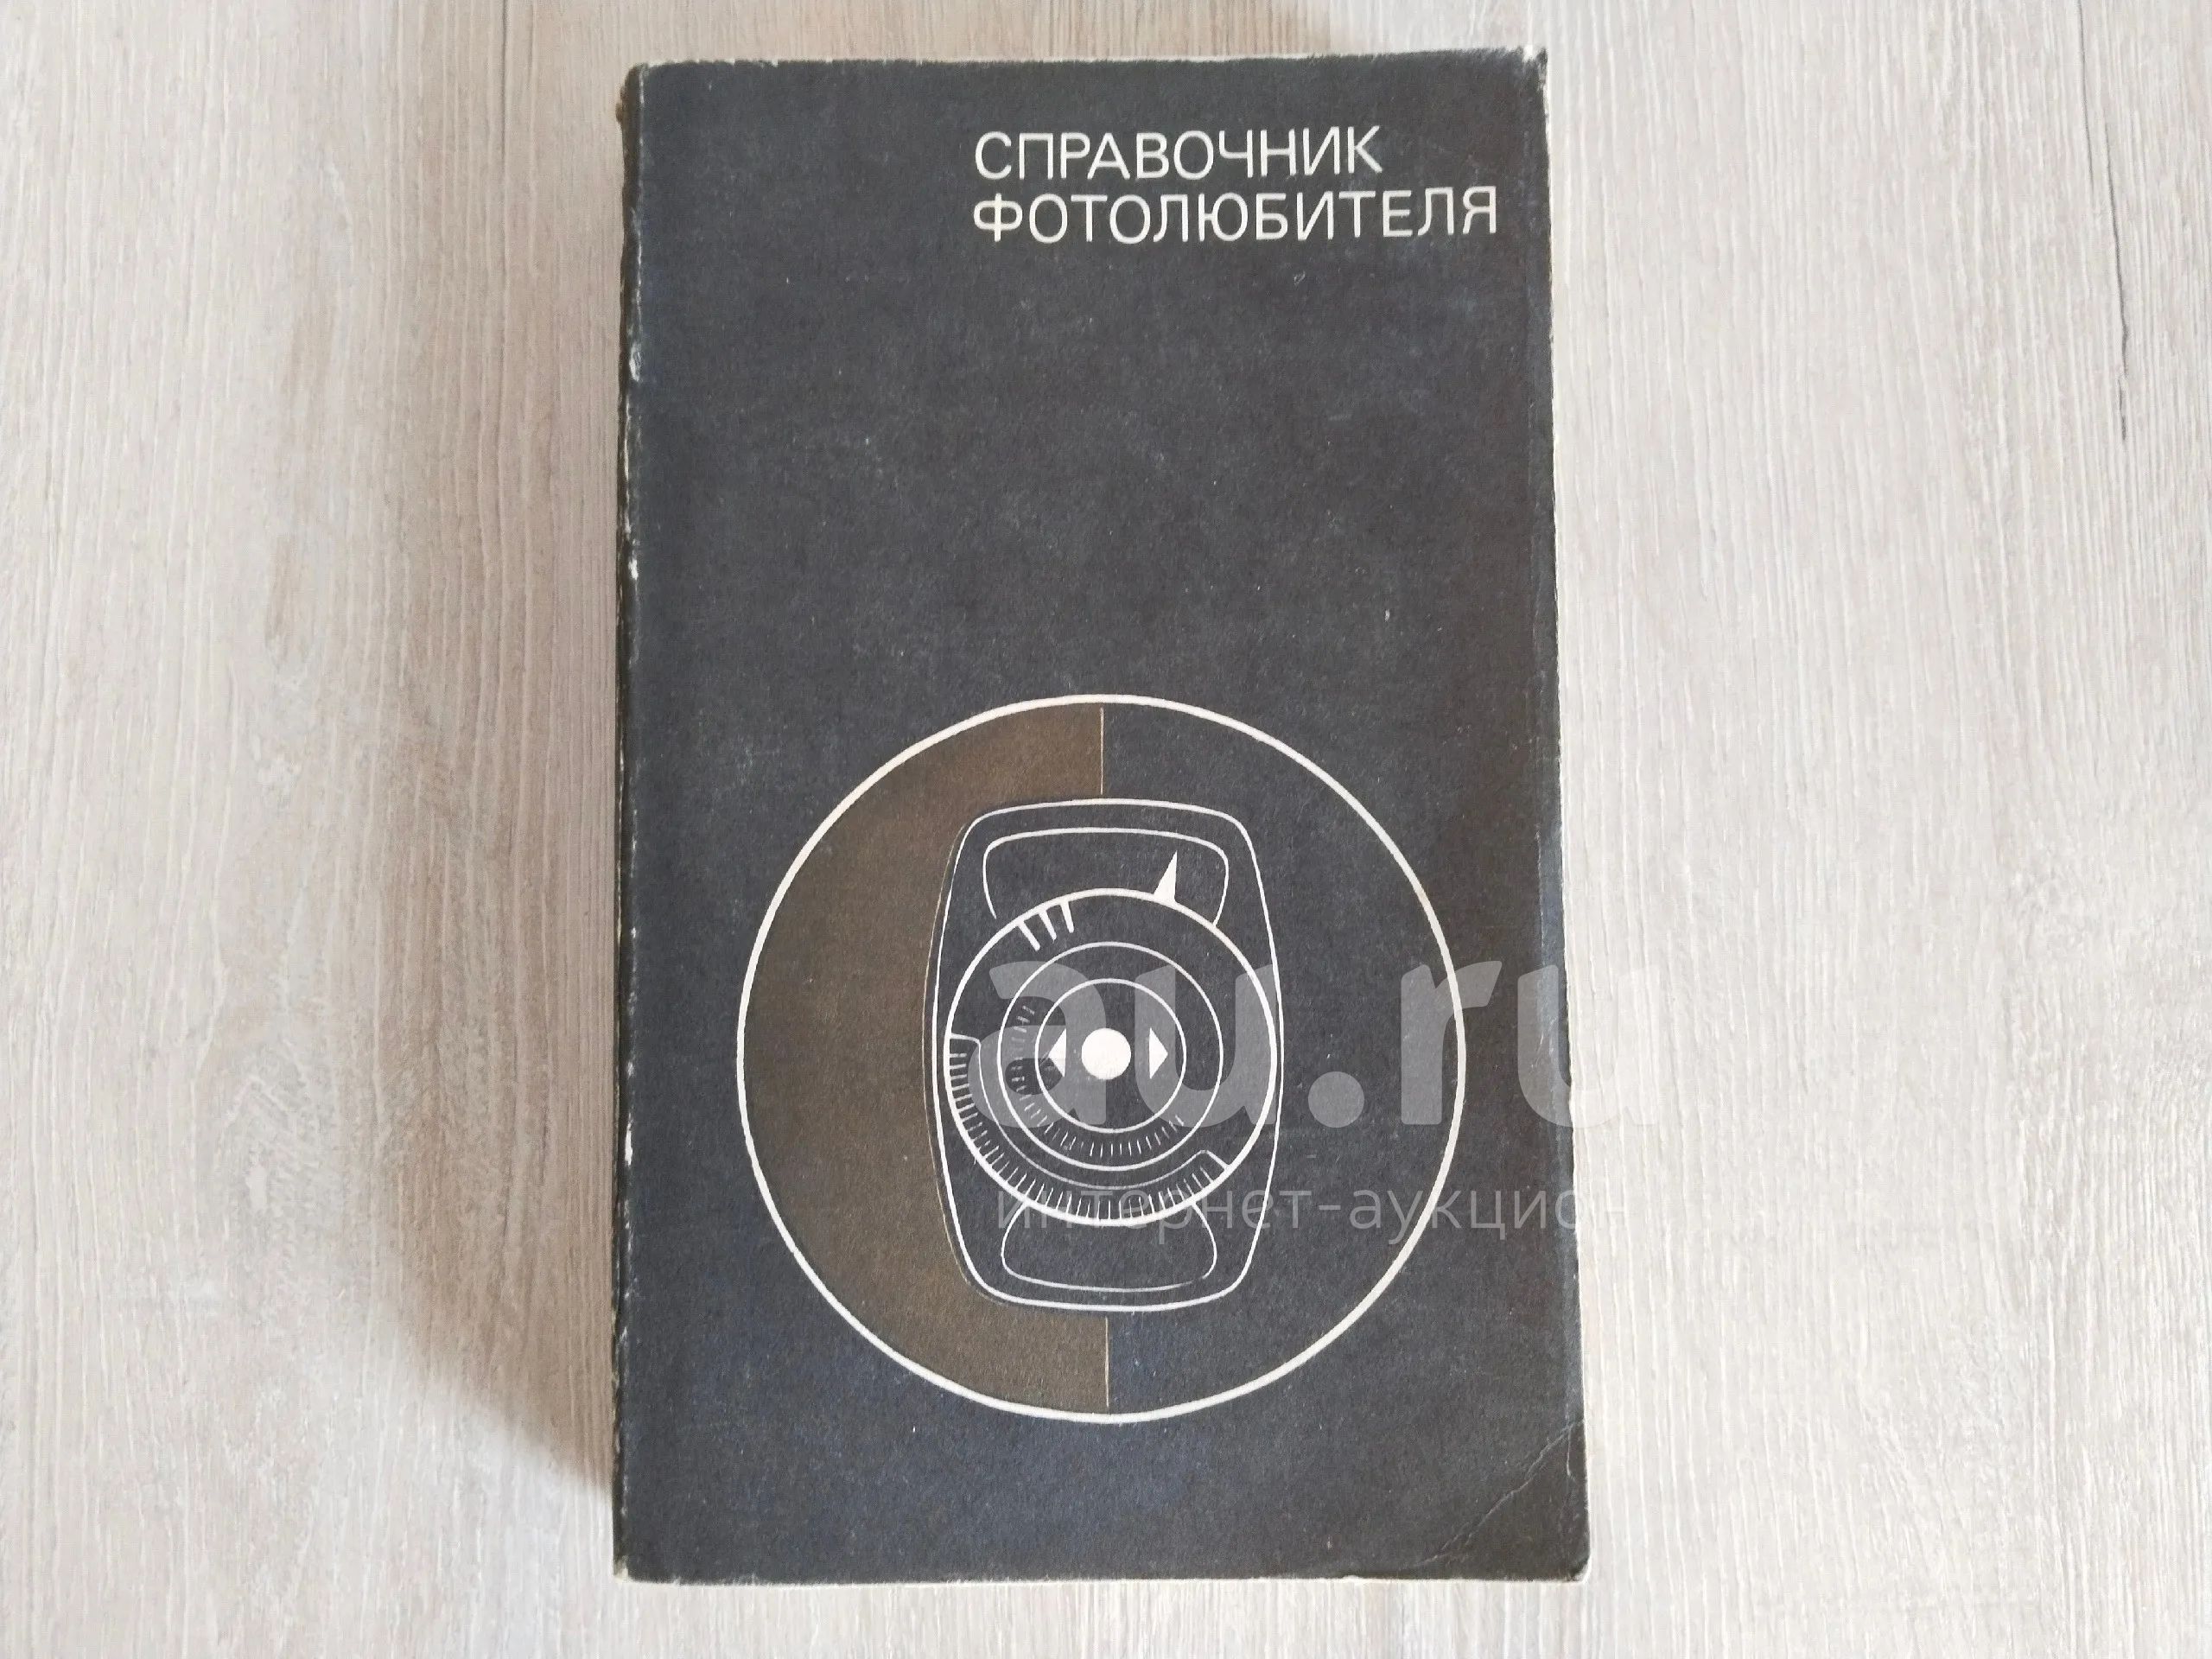 СПРАВОЧНИК
ФОТОЛЮБИТЕЛЯ
au.ru
интернет-аукцион